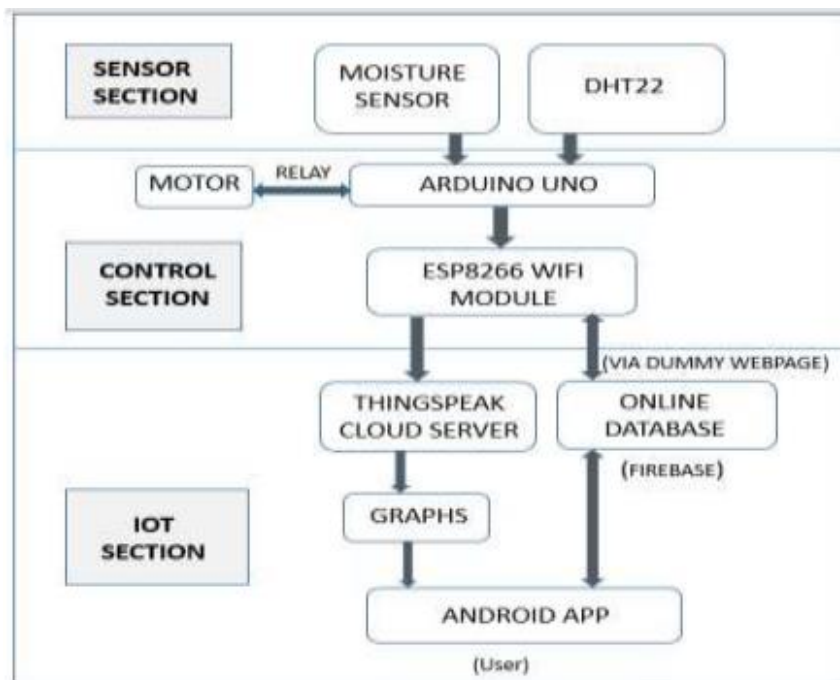 SENSOR
SECTION
MOISTURE
SENSOR
DHT22
MOTOR
RELAY
ARDUINO UNO
CONTROL
SECTION
ESP8266 WIFI
MODULE
(VIA DUMMY WEBPAGE)
THINGSPEAK
CLOUD SERVER
ONLINE
DATABASE
(FIREBASE)
IOT
SECTION
GRAPHS
ANDROID APP
(User)